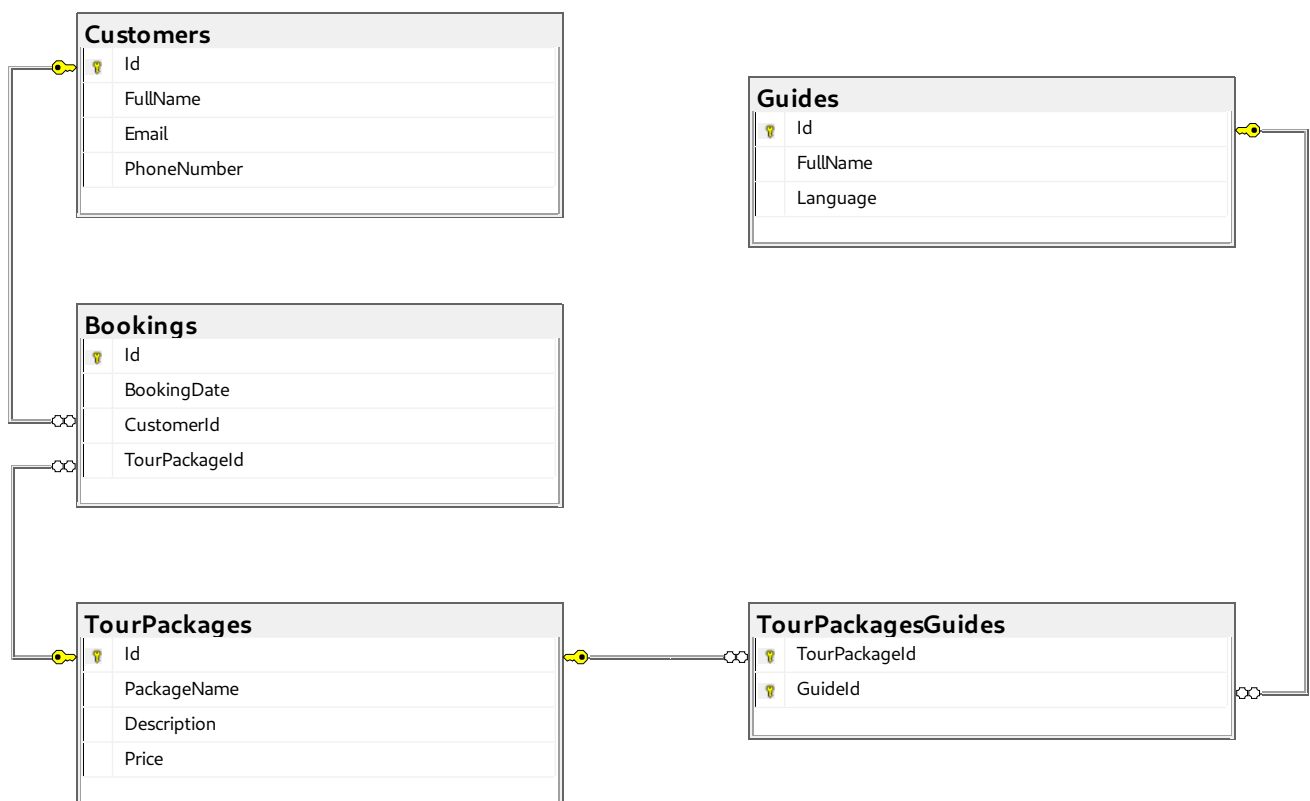 Customers
Id
FullName
Email
PhoneNumber
Guides
Id
FullName
Language
Bookings
Id
BookingDate
CustomerId
TourPackageId
TourPackages
Id
PackageName
Description
Price
TourPackagesGuides
TourPackageId
GuideId